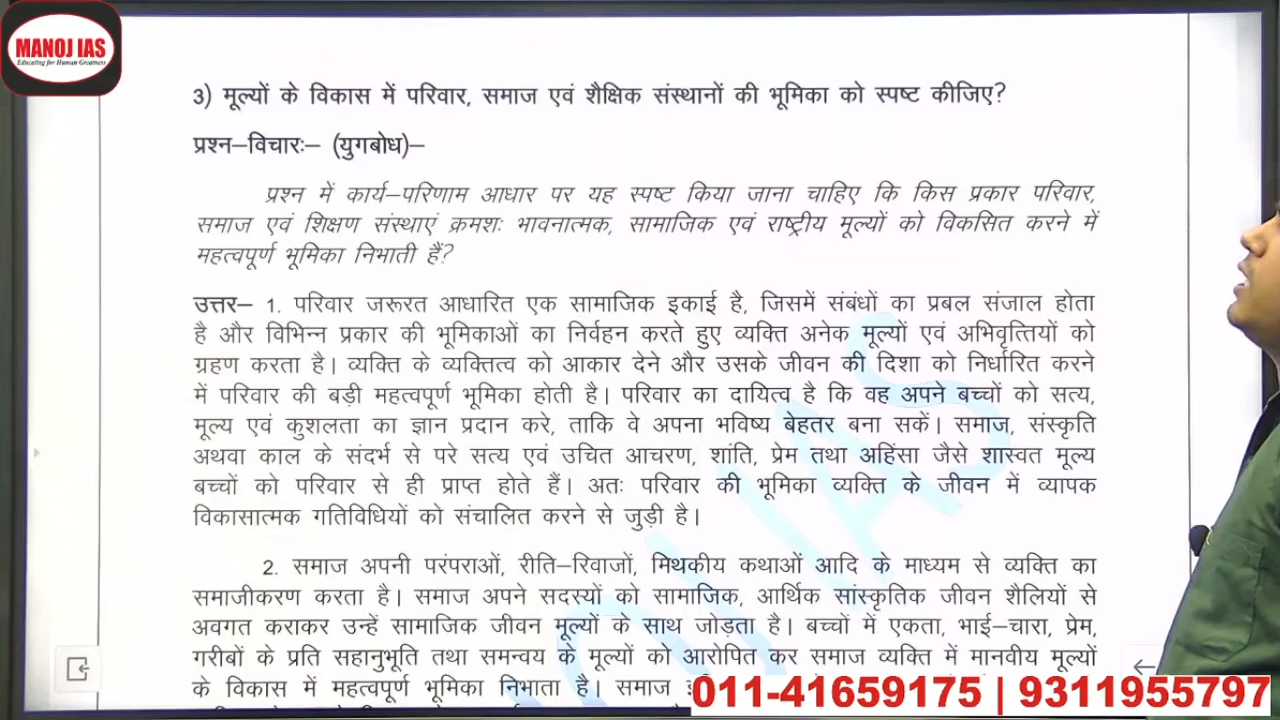 MANOJ IAS
Educating for Human Greatness
3) मूल्यों के विकास में परिवार, समाज एवं शैक्षिक संस्थानों की भूमिका को स्पष्ट कीजिए?
प्रश्न–विचारः– (युगबोध)–
प्रश्न में कार्य–परिणाम आधार पर यह स्पष्ट किया जाना चाहिए कि किस प्रकार परिवार,
समाज एवं शिक्षण संस्थाएं क्रमशः भावनात्मक, सामाजिक एवं राष्ट्रीय मूल्यों को विकसित करने में
महत्वपूर्ण भूमिका निभाती हैं?
उत्तर– 1. परिवार जरूरत आधारित एक सामाजिक इकाई है, जिसमें संबंधों का प्रबल संजाल होता
है और विभिन्न प्रकार की भूमिकाओं का निर्वहन करते हुए व्यक्ति अनेक मूल्यों एवं अभिवृत्तियों को
ग्रहण करता है। व्यक्ति के व्यक्तित्व को आकार देने और उसके जीवन की दिशा को निर्धारित करने
में परिवार की बड़ी महत्वपूर्ण भूमिका होती है। परिवार का दायित्व है कि वह अपने बच्चों को सत्य,
मूल्य एवं कुशलता का ज्ञान प्रदान करे, ताकि वे अपना भविष्य बेहतर बना सकें। समाज, संस्कृति
अथवा काल के संदर्भ से परे सत्य एवं उचित आचरण, शांति, प्रेम तथा अहिंसा जैसे शास्वत मूल्य
बच्चों को परिवार से ही प्राप्त होते हैं। अतः परिवार की भूमिका व्यक्ति के जीवन में व्यापक
विकासात्मक गतिविधियों को संचालित करने से जुड़ी है।
2. समाज अपनी परंपराओं, रीति–रिवाजों, मिथकीय कथाओं आदि के माध्यम से व्यक्ति का
समाजीकरण करता है। समाज अपने सदस्यों को सामाजिक, आर्थिक सांस्कृतिक जीवन शैलियों से
अवगत कराकर उन्हें सामाजिक जीवन मूल्यों के साथ जोड़ता है। बच्चों में एकता, भाई–चारा, प्रेम,
गरीबों के प्रति सहानुभूति तथा समन्वय के मूल्यों को आरोपित कर समाज व्यक्ति में मानवीय मूल्यों
के विकास में महत्वपूर्ण भूमिका निभाता है। समाज
011-41659175 | 9311955797